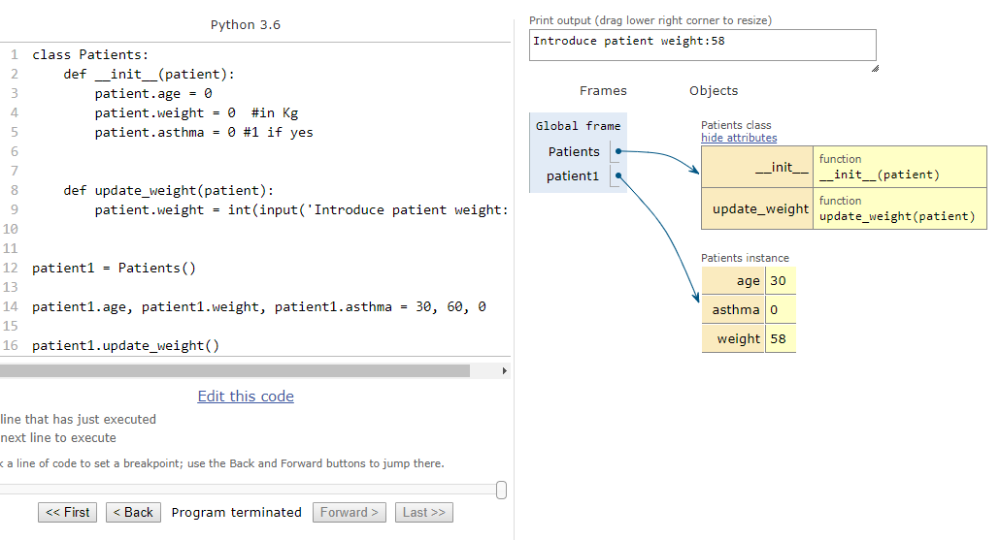 Python 3.6
1 class Patients:
2     def __init__(patient):
3         patient.age = 0
4         patient.weight = 0  #in Kg
5         patient.asthma = 0 #1 if yes
6
7
8     def update_weight(patient):
9         patient.weight = int(input('Introduce patient weight:
10
11
12 patient1 = Patients()
13
14 patient1.age, patient1.weight, patient1.asthma = 30, 60, 0
15
16 patient1.update_weight()
Edit this code
line that has just executed
next line to execute
k a line of code to set a breakpoint; use the Back and Forward buttons to jump there.
<< First < Back Program terminated Forward > Last >>
Print output (drag lower right corner to resize)
Introduce patient weight:58
Frames Objects
Global frame
Patients
patient1
Patients class
hide attributes
__init__ function
__init__(patient)
update_weight function
update_weight(patient)
Patients instance
age 30
asthma 0
weight 58